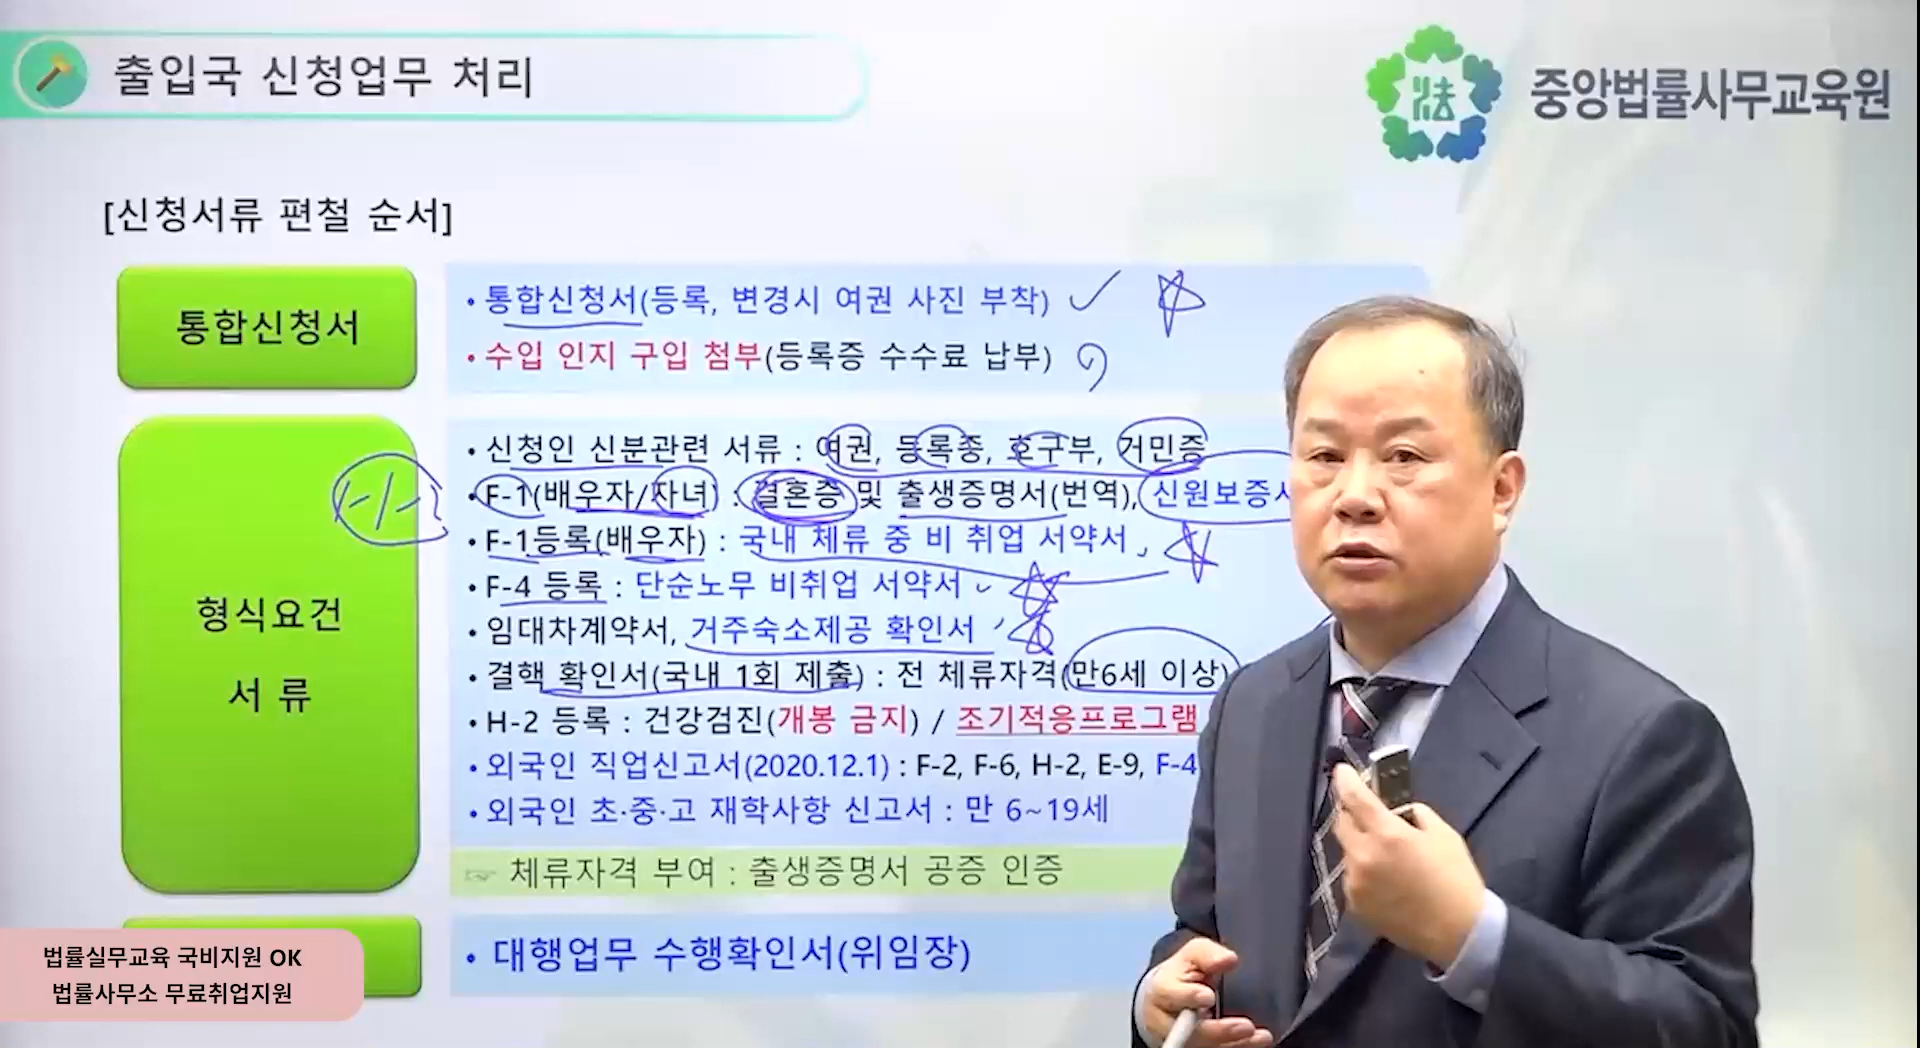 출입국 신청업무 처리
중앙법률사무교육원
[신청서류 편철 순서]
통합신청서
• 통합신청서(등록, 변경시 여권 사진 부착)
• 수입 인지 구입 첨부(등록증 수수료 납부)
형식요건
서 류
• 신청인 신분관련 서류 : 여권, 등록증, 호구부, 거민증
• F-1(배우자/자녀) : 결혼증 및 출생증명서(번역), 신원보증서
• F-1등록(배우자) : 국내 체류 중 비 취업 서약서
• F-4 등록 : 단순노무 비취업 서약서
• 임대차계약서, 거주숙소제공 확인서
• 결핵 확인서(국내 1회 제출) : 전 체류자격(만6세 이상)
• H-2 등록 : 건강검진(개봉 금지) / 조기적응프로그램
• 외국인 직업신고서(2020.12.1) : F-2, F-6, H-2, E-9, F-4
• 외국인 초·중·고 재학사항 신고서 : 만 6~19세
☞ 체류자격 부여 : 출생증명서 공증 인증
• 대행업무 수행확인서(위임장)
법률실무교육 국비지원 OK
법률사무소 무료취업지원